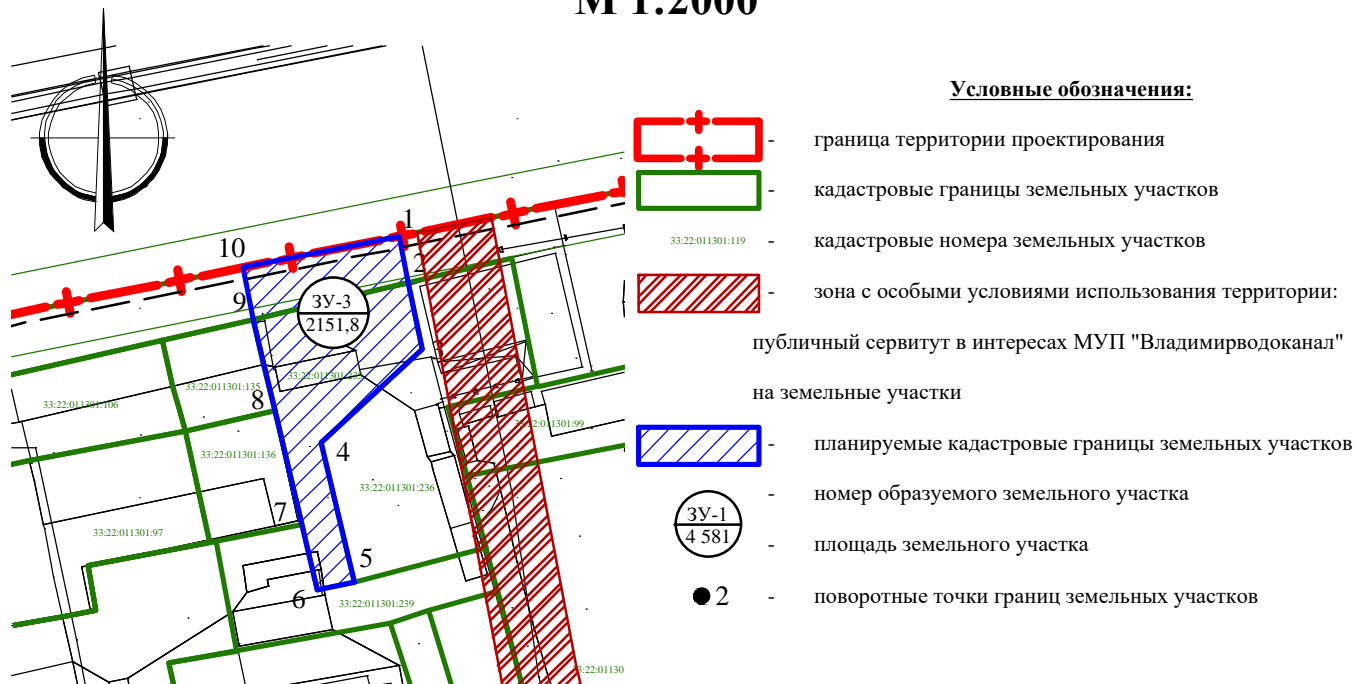 М 1:2000
Условные обозначения:
- граница территории проектирования
- кадастровые границы земельных участков
33:22:011301:119 - кадастровые номера земельных участков
- зона с особыми условиями использования территории:
публичный сервитут в интересах МУП "Владимирводоканал"
на земельные участки
- планируемые кадастровые границы земельных участков
- номер образуемого земельного участка
ЗУ-1
4 581
- площадь земельного участка
2 - поворотные точки границ земельных участков
1
10
2
9
ЗУ-3
2151,8
33:22:011301:135
33:22:011301:106
8
33:22:011301:99
33:22:011301:136
4
33:22:011301:236
7
33:22:011301:97
5
6
33:22:011301:239
33:22:01130